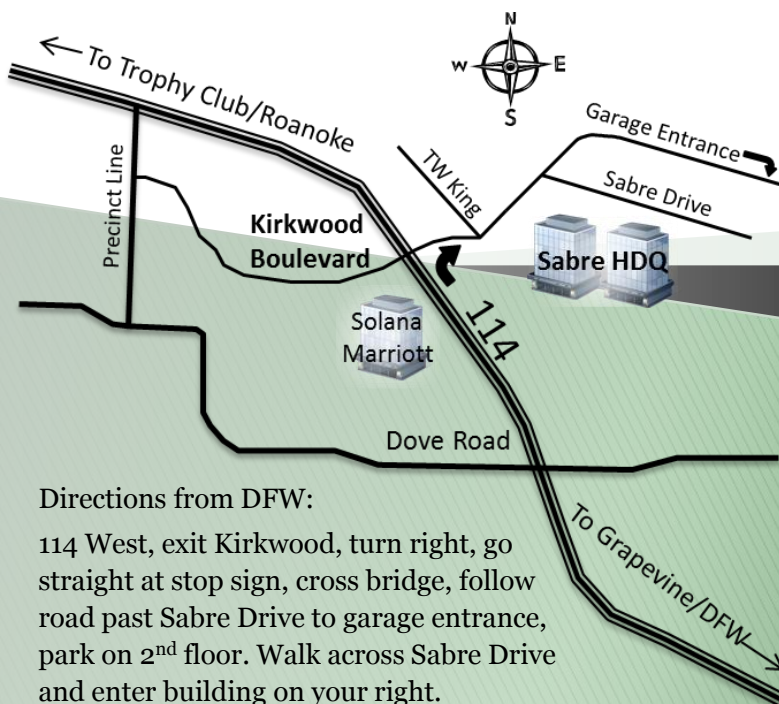 N
W
E
S
To Trophy Club/Roanoke
Garage Entrance
TW King
Sabre Drive
Precinct Line
Kirkwood
Boulevard
Sabre HDQ
114
Solana
Marriott
Dove Road
To Grapevine/DFW
Directions from DFW:
114 West, exit Kirkwood, turn right, go
straight at stop sign, cross bridge, follow
road past Sabre Drive to garage entrance,
park on 2nd floor. Walk across Sabre Drive
and enter building on your right.